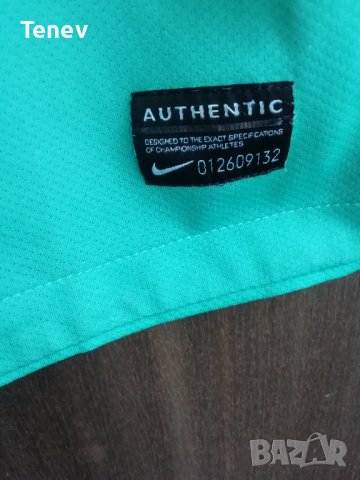 Tenev
AUTHENTIC
DESIGNED TO THE EXACT SPECIFICATIONS
OF CHAMPIONSHIP ATHLETES
012609132
BAZAR